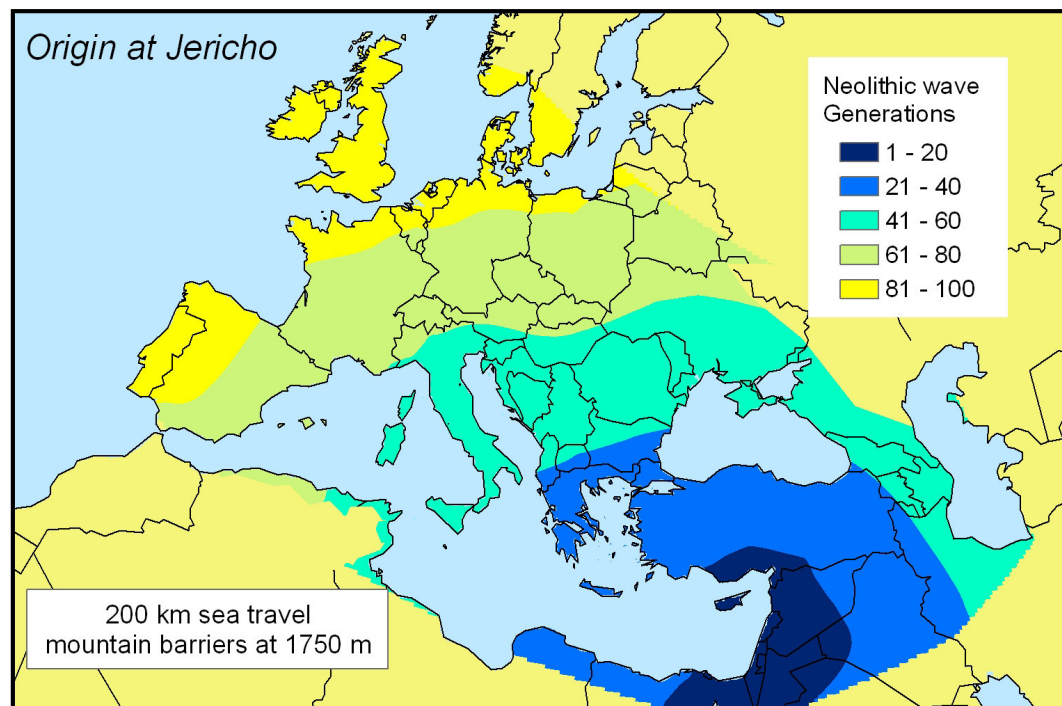 Origin at Jericho
Neolithic wave
Generations
1 - 20
21 - 40
41 - 60
61 - 80
81 - 100
200 km sea travel
mountain barriers at 1750 m